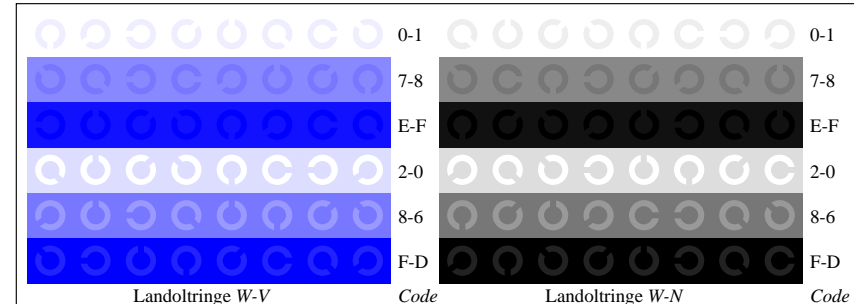 0-1 0-1
7-8 7-8
E-F E-F
2-0 2-0
8-6 8-6
F-D F-D
Landoltringe W-V Code Landoltringe W-N Code